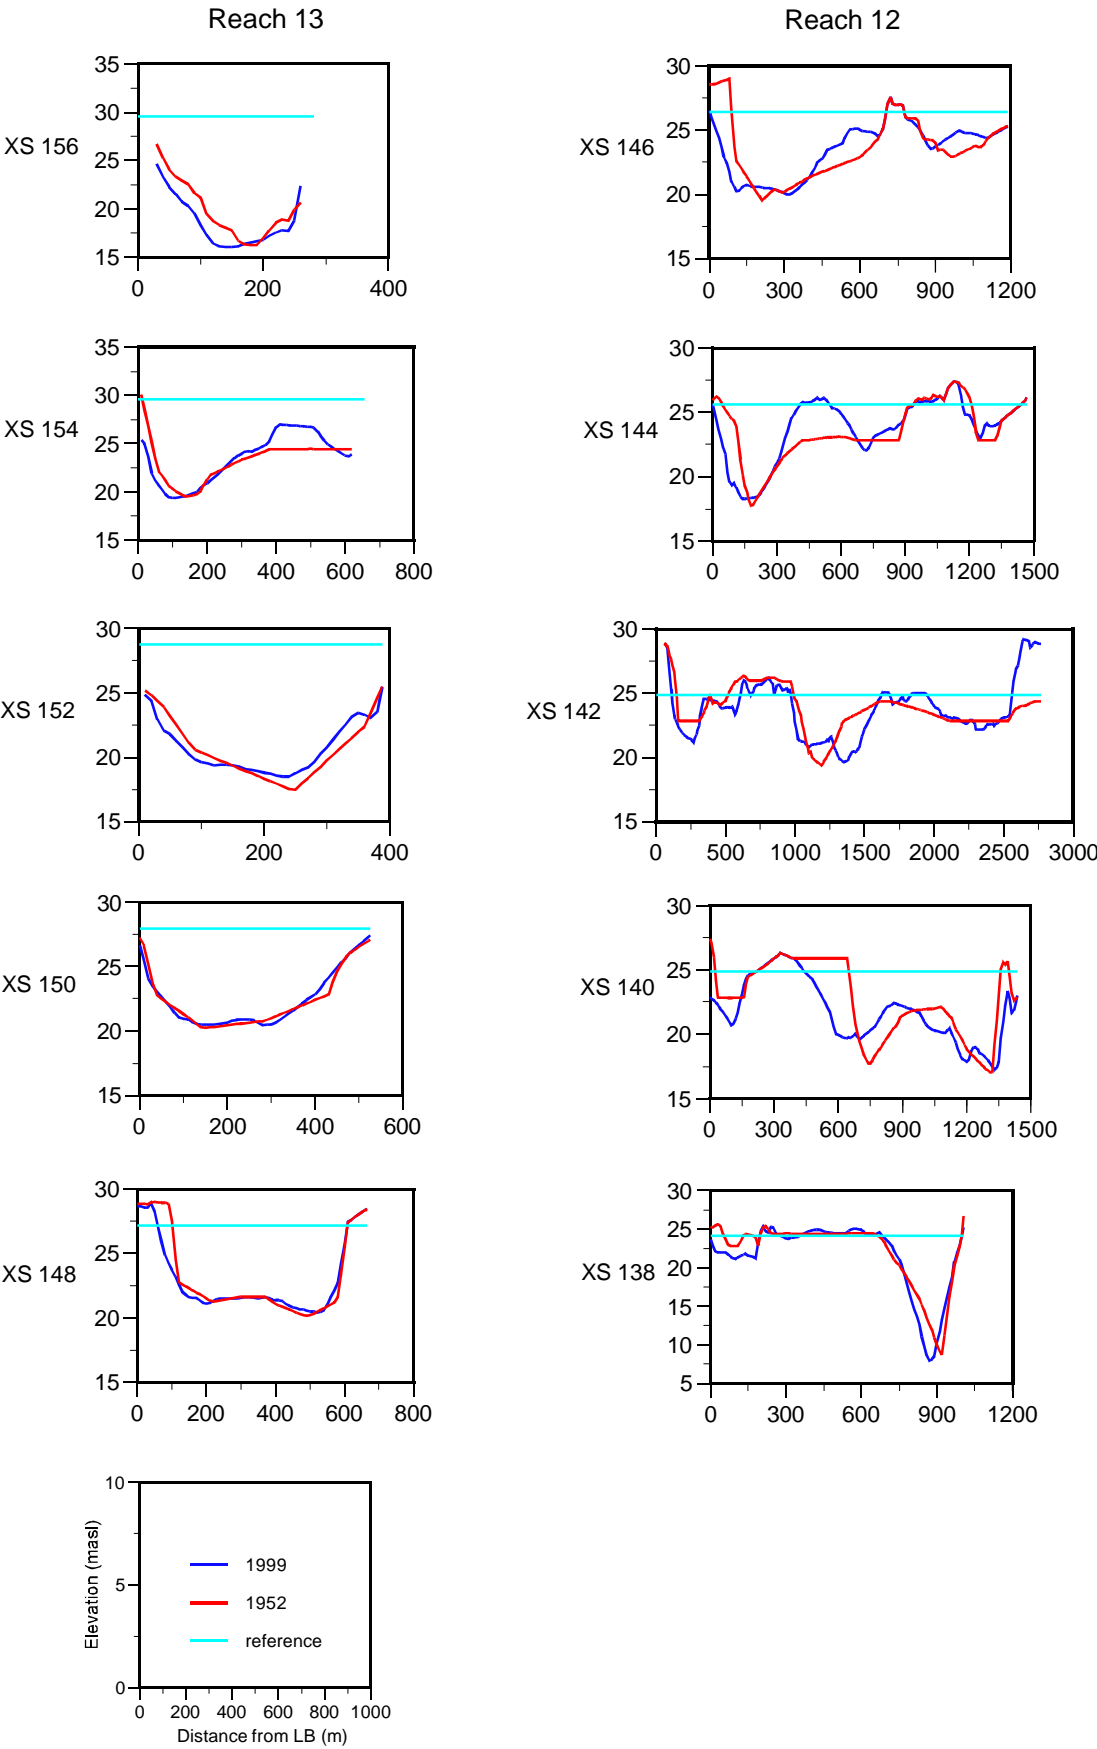 Reach 13
Reach 12
XS 156
35
30
25
20
15
0 200 400
XS 146
30
25
20
15
0 300 600 900 1200
XS 154
35
30
25
20
15
0 200 400 600 800
XS 144
30
25
20
15
0 300 600 900 1200 1500
XS 152
30
25
20
15
0 200 400
XS 142
30
25
20
15
0 500 1000 1500 2000 2500 3000
XS 150
30
25
20
15
0 200 400 600
XS 140
30
25
20
15
0 300 600 900 1200 1500
XS 148
30
25
20
15
0 200 400 600 800
XS 138
30
25
20
15
10
5
0 300 600 900 1200
Elevation (masl)
10
5
0
1999
1952
reference
0 200 400 600 800 1000
Distance from LB (m)